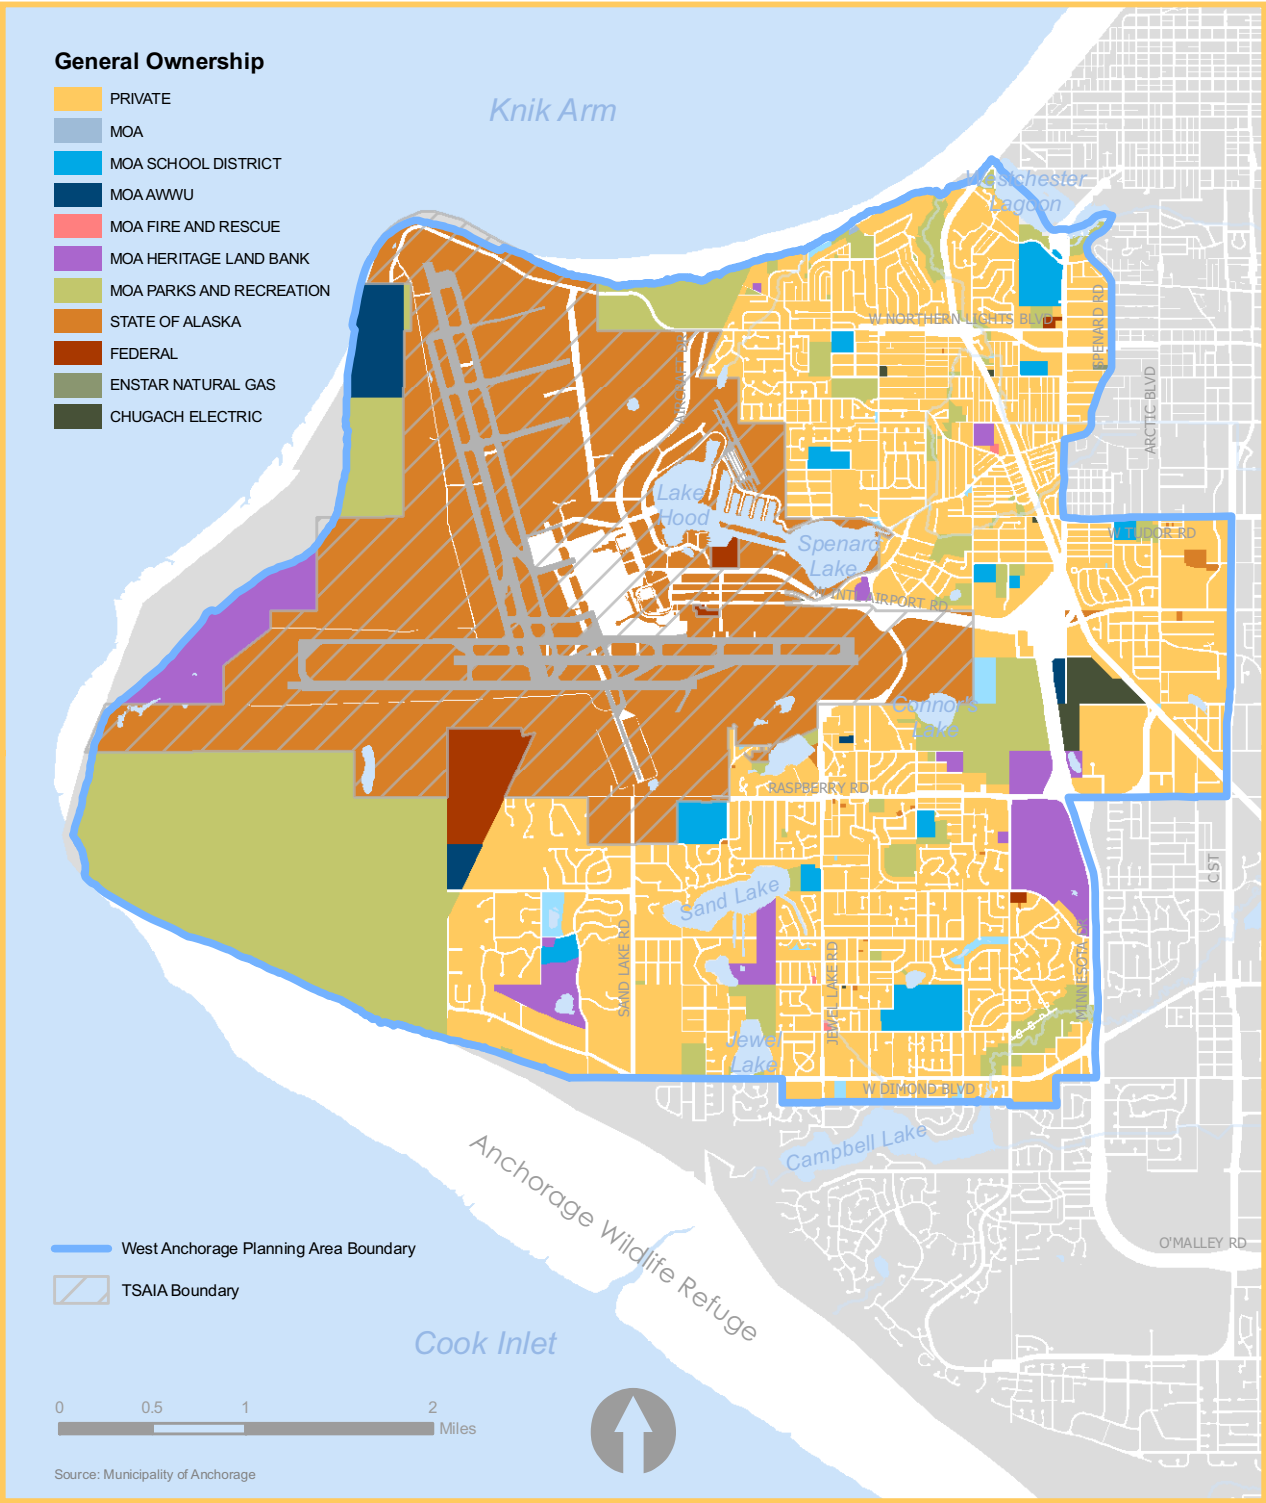 General Ownership
PRIVATE
MOA
MOA SCHOOL DISTRICT
MOA AWWU
MOA FIRE AND RESCUE
MOA HERITAGE LAND BANK
MOA PARKS AND RECREATION
STATE OF ALASKA
FEDERAL
ENSTAR NATURAL GAS
CHUGACH ELECTRIC
Knik Arm
Westchester
Lagoon
W NORTHERN LIGHTS BLVD
SPENARD RD
AIRCRAFT DR
ARCTIC BLVD
Lake
Hood
Spenard
Lake
W TUDOR RD
W INTL AIRPORT RD
Connor's
Lake
RASPBERRY RD
C ST
Sand Lake
SAND LAKE RD
JEWEL LAKE RD
MINNESOTA DR
Jewel
Lake
W DIMOND BLVD
Campbell Lake
Anchorage Wildlife Refuge
O'MALLEY RD
West Anchorage Planning Area Boundary
TSAIA Boundary
Cook Inlet
0 0.5 1 2
Miles
Source: Municipality of Anchorage